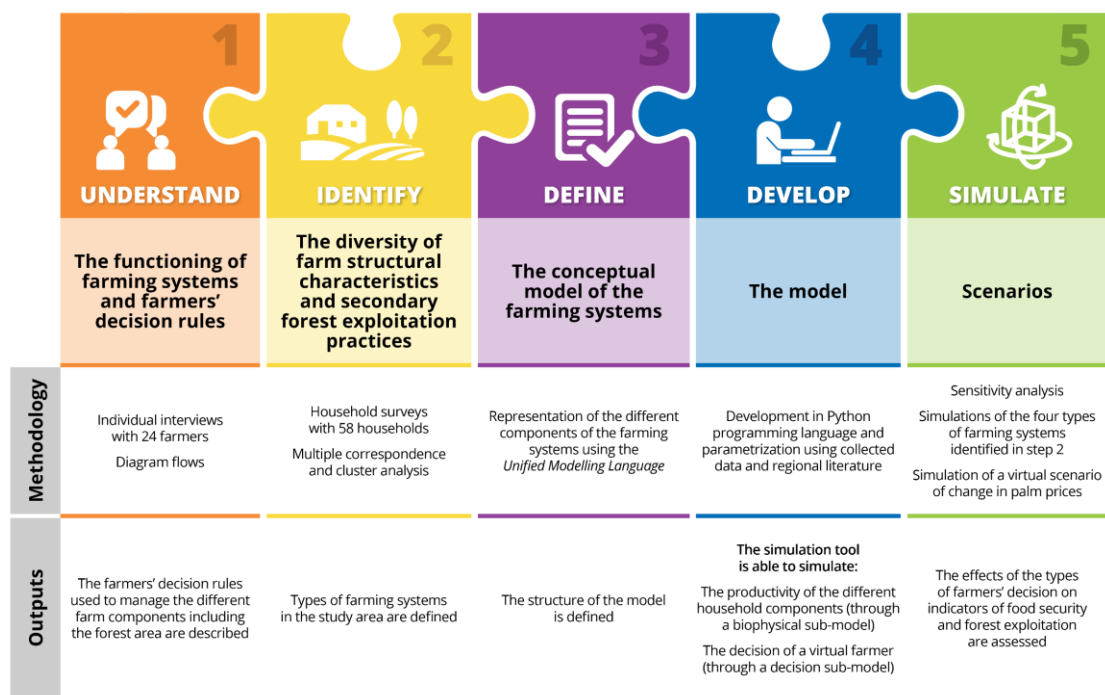 1
UNDERSTAND
The functioning of
farming systems
and farmers’
decision rules
2
IDENTIFY
The diversity of
farm structural
characteristics
and secondary
forest exploitation
practices
3
DEFINE
The conceptual
model of the
farming systems
4
DEVELOP
The model
5
SIMULATE
Scenarios
Methodology
Individual interviews
with 24 farmers
Diagram flows
Household surveys
with 58 households
Multiple correspondence
and cluster analysis
Representation of the different
components of the farming
systems using the
Unified Modelling Language
Development in Python
programming language and
parametrization using collected
data and regional literature
Sensitivity analysis
Simulations of the four types
of farming systems
identified in step 2
Simulation of a virtual scenario
of change in palm prices
Outputs
The farmers’ decision rules
used to manage the different
farm components including
the forest area are described
Types of farming systems
in the study area are defined
The structure of the model
is defined
The simulation tool
is able to simulate:
The productivity of the different
household components (through
a biophysical sub-model)
The decision of a virtual farmer
(through a decision sub-model)
The effects of the types
of farmers’ decision on
indicators of food security
and forest exploitation
are assessed